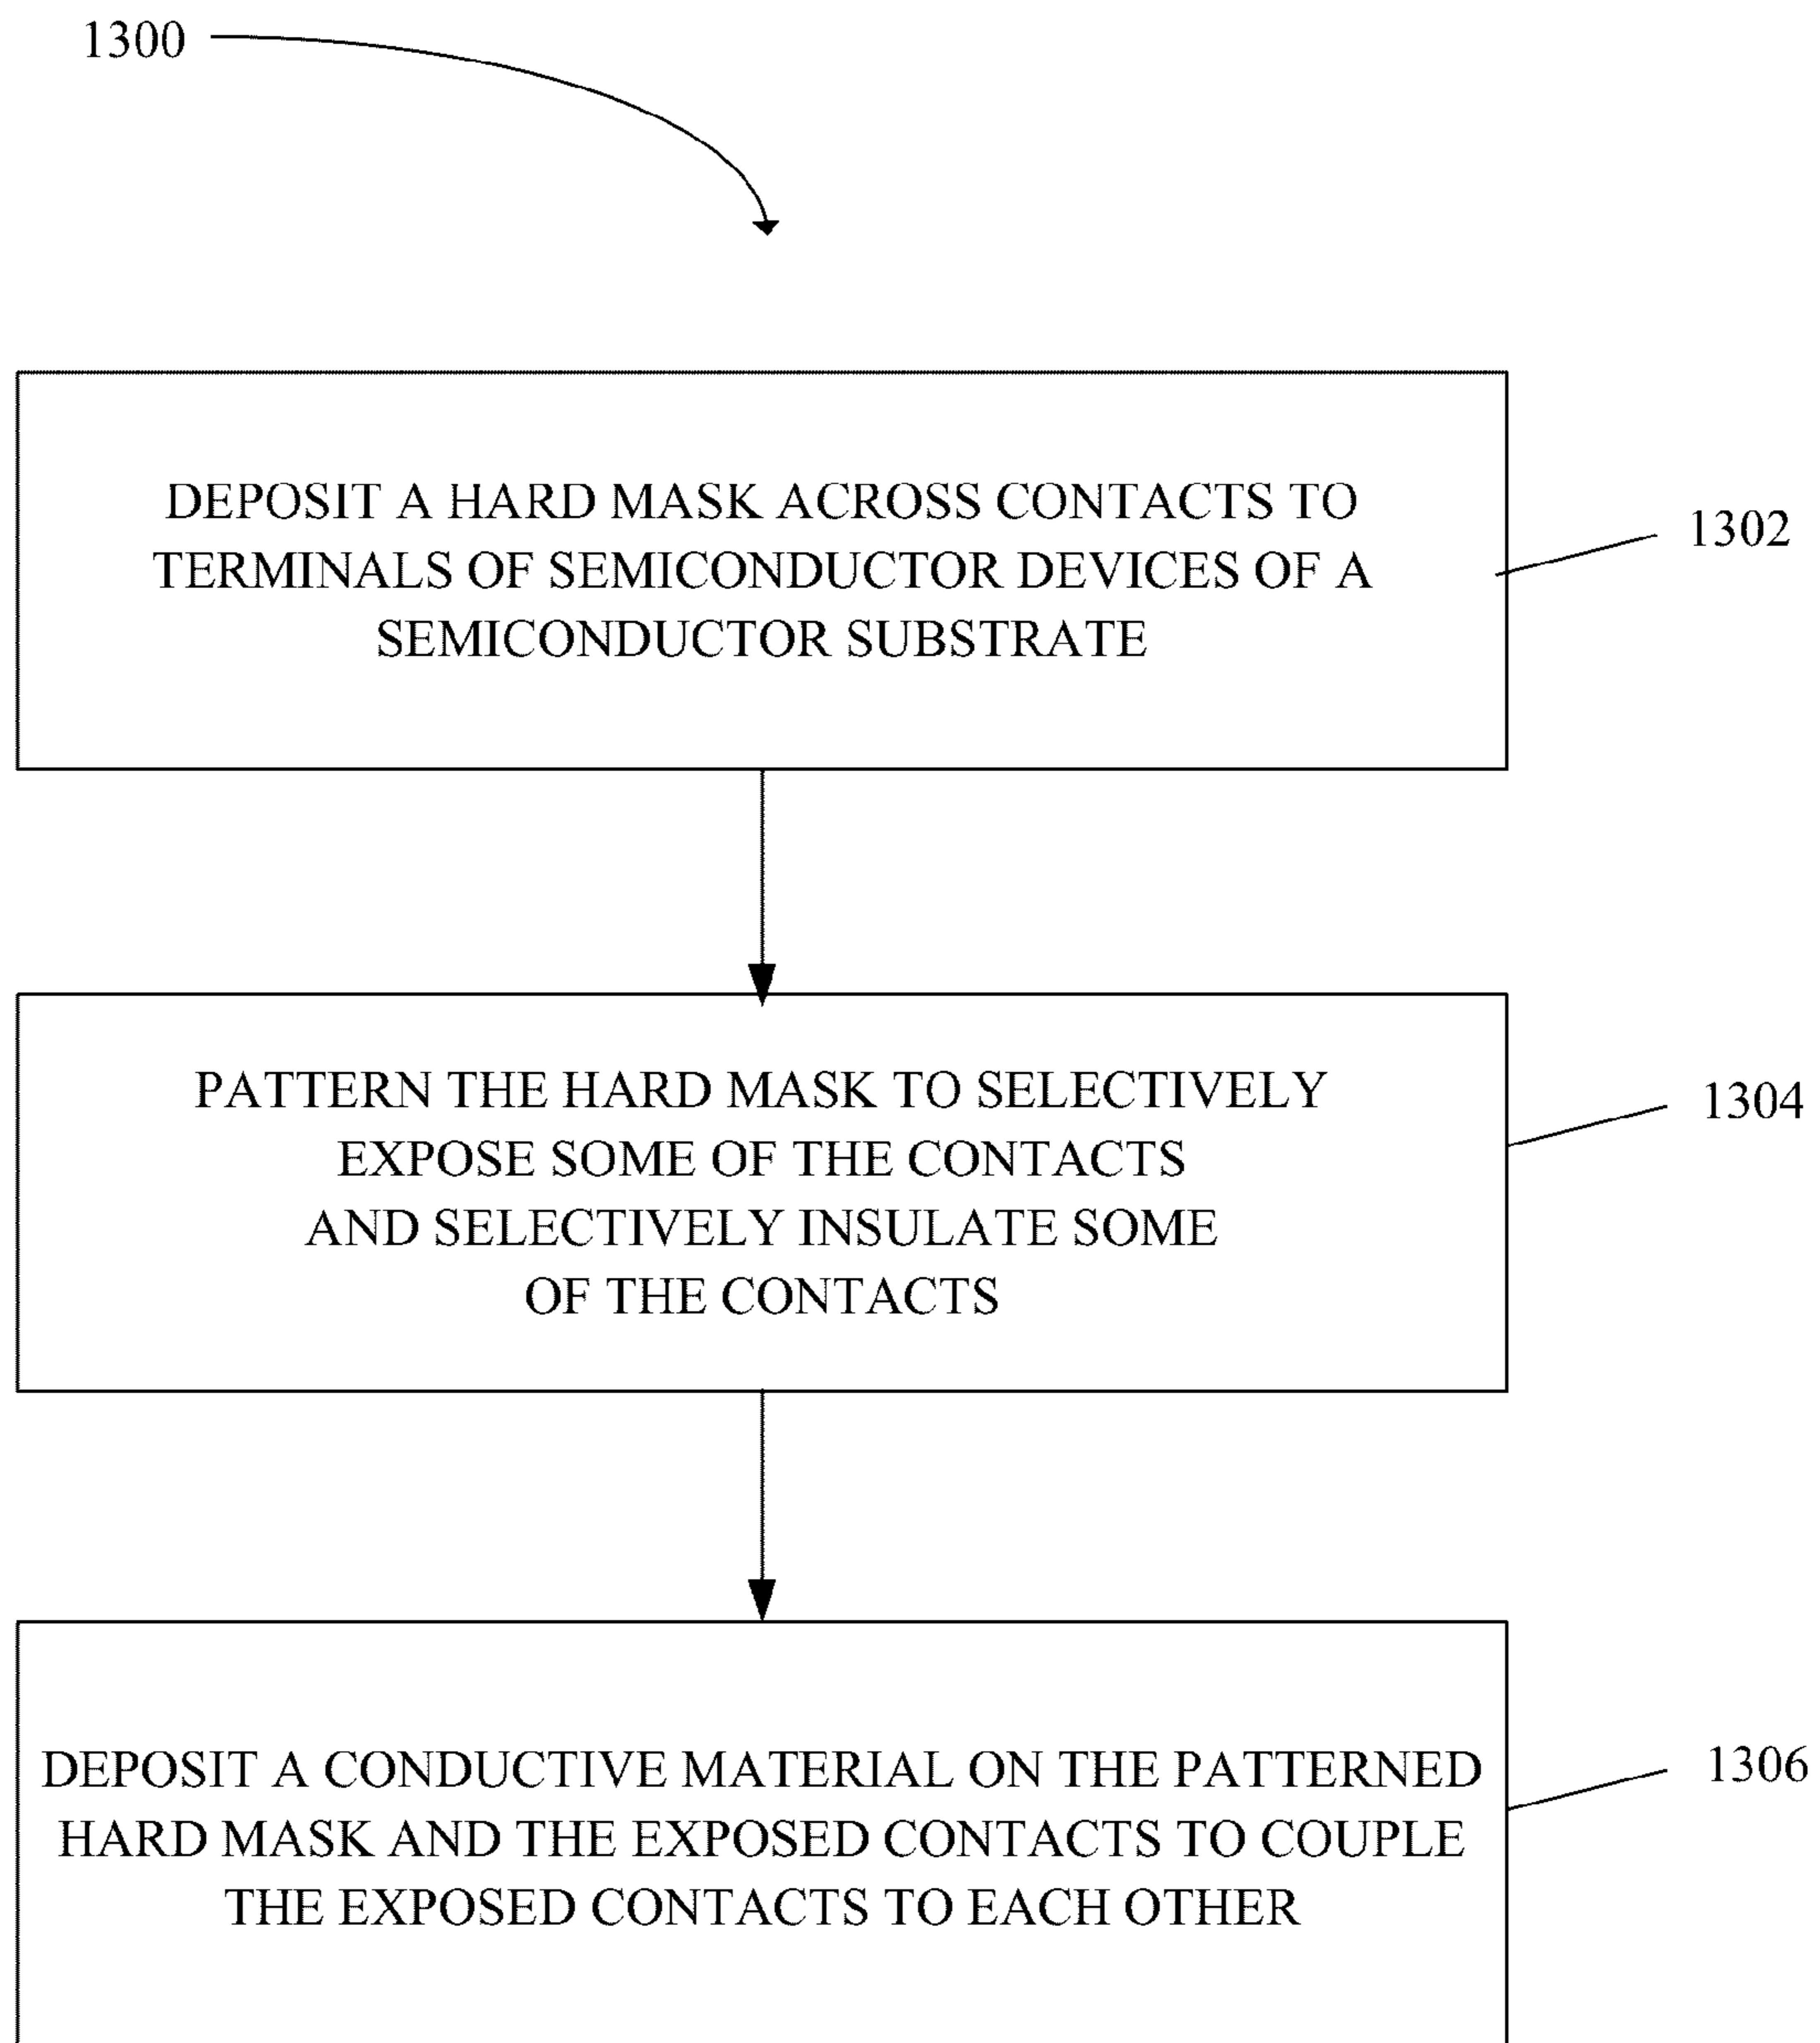 1300
DEPOSIT A HARD MASK ACROSS CONTACTS TO
TERMINALS OF SEMICONDUCTOR DEVICES OF A
SEMICONDUCTOR SUBSTRATE
1302
PATTERN THE HARD MASK TO SELECTIVELY
EXPOSE SOME OF THE CONTACTS
AND SELECTIVELY INSULATE SOME
OF THE CONTACTS
1304
DEPOSIT A CONDUCTIVE MATERIAL ON THE PATTERNED
HARD MASK AND THE EXPOSED CONTACTS TO COUPLE
THE EXPOSED CONTACTS TO EACH OTHER
1306